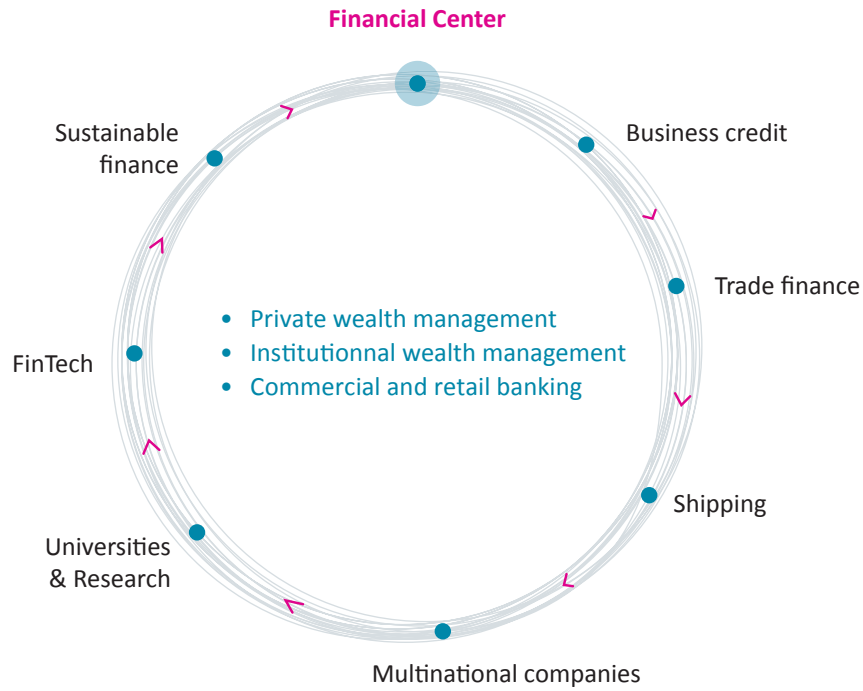 Financial Center
Business credit
Trade finance
Shipping
Multinational companies
Universities
& Research
FinTech
Sustainable
finance
• Private wealth management
• Institutionnal wealth management
• Commercial and retail banking